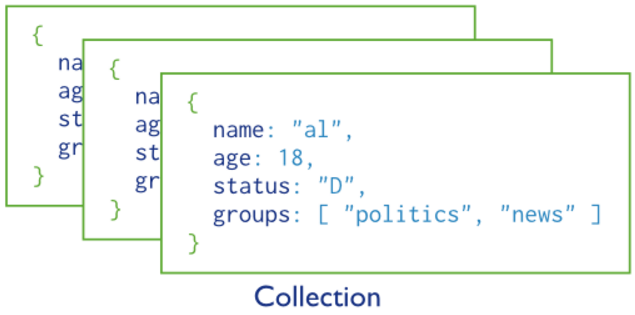 {
na
ag
st
gr
}
{
na
ag
st
gr
}
{
name: "al",
age: 18,
status: "D",
groups: [ "politics", "news" ]
}
Collection